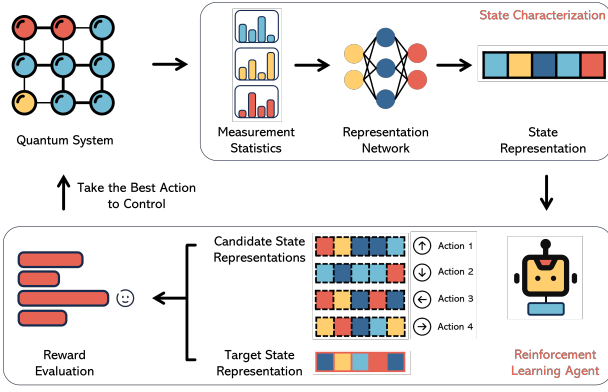 State Characterization
Quantum System
Measurement
Statistics
Representation
Network
State
Representation
Take the Best Action
to Control
Candidate State
Representations
Action 1
Action 2
Action 3
Action 4
Reward
Evaluation
Target State
Representation
Reinforcement
Learning Agent